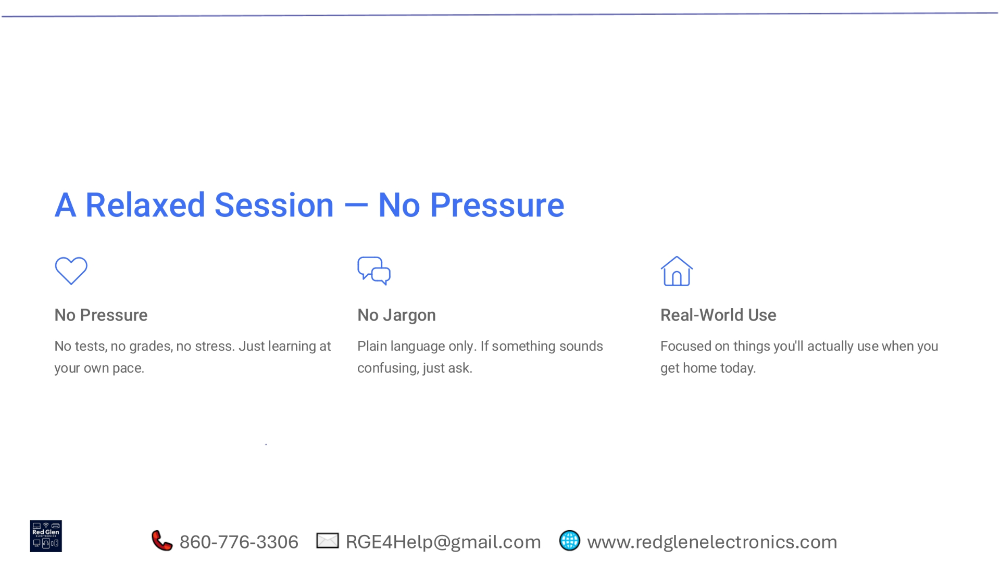 A Relaxed Session — No Pressure
No Pressure
No tests, no grades, no stress. Just learning at
your own pace.
No Jargon
Plain language only. If something sounds
confusing, just ask.
Real-World Use
Focused on things you'll actually use when you
get home today.
.
Red Glen
ELECTRONICS
860-776-3306
RGE4Help@gmail.com
www.redglenelectronics.com